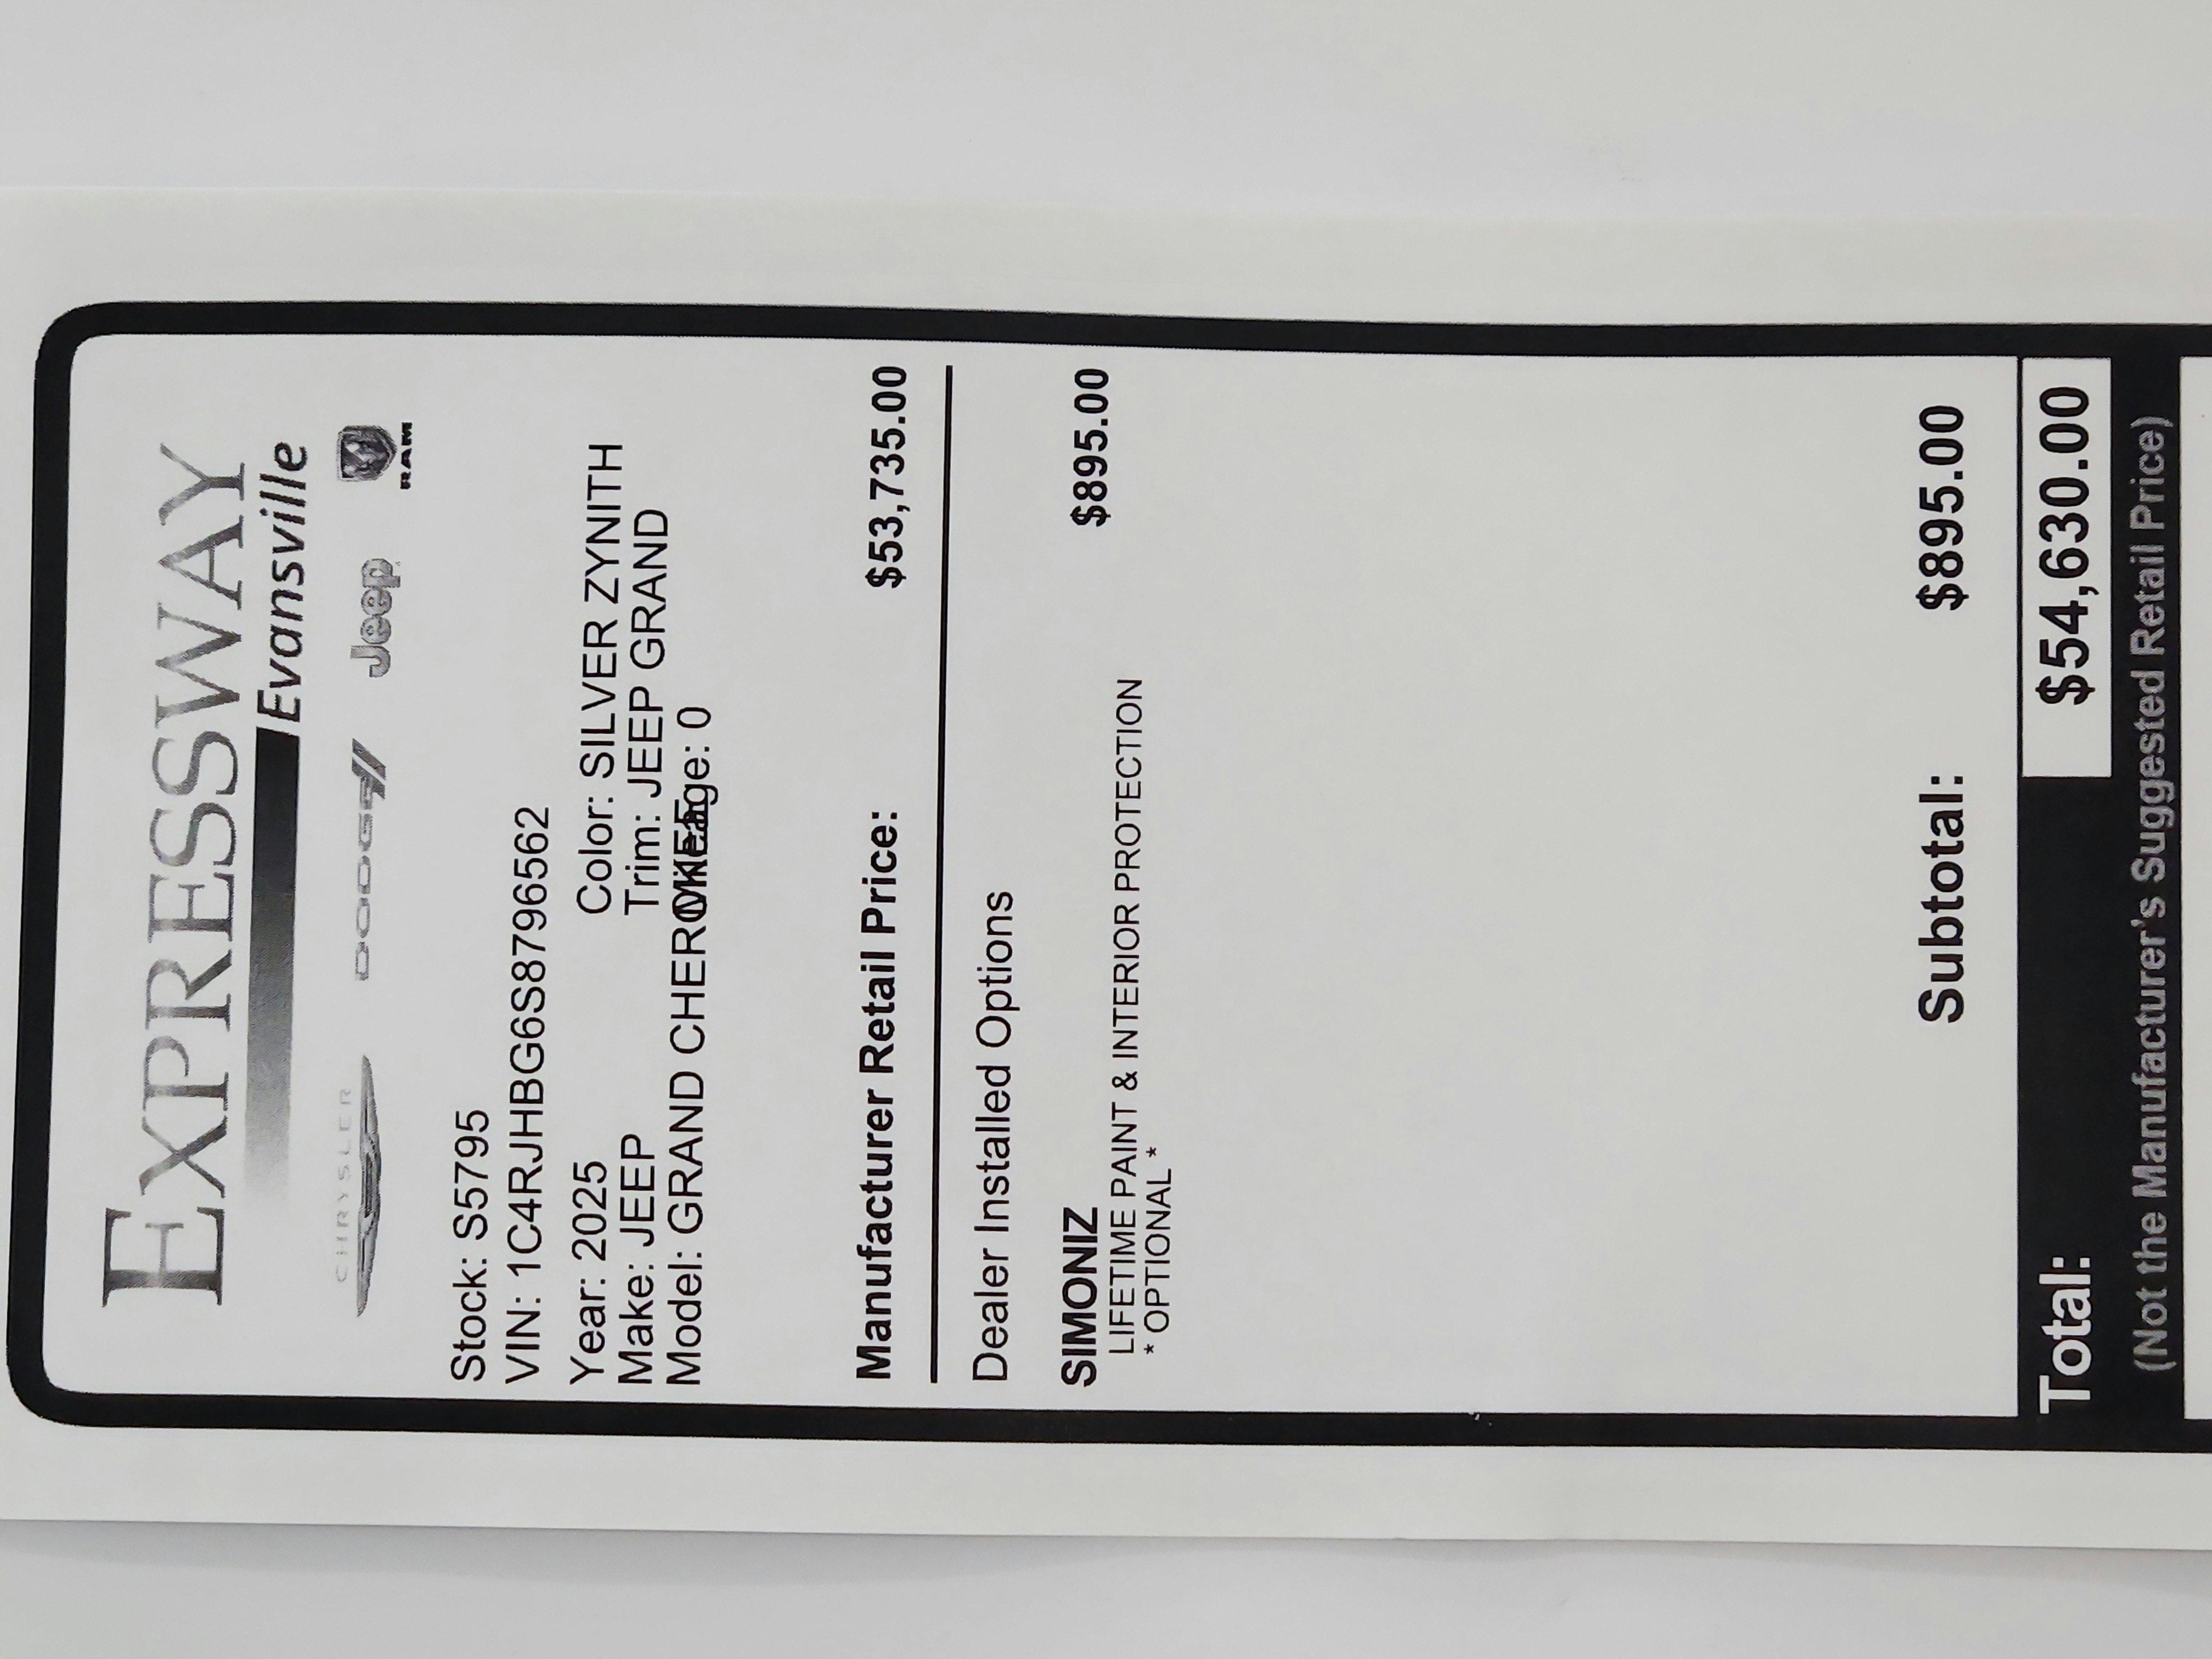 EXPRESSWAY
Evansville
CHRYSLER DODGE Jeep RAM
Stock: S5795
VIN: 1C4RJHBG6S8796562
Year: 2025 Color: SILVER ZYNITH
Make: JEEP Trim: JEEP GRAND
Model: GRAND CHEROKEE Mileage: 0
Manufacturer Retail Price: $53,735.00
Dealer Installed Options
SIMONIZ $895.00
LIFETIME PAINT & INTERIOR PROTECTION
* OPTIONAL *
Subtotal: $895.00
Total: $54,630.00
(Not the Manufacturer's Suggested Retail Price)